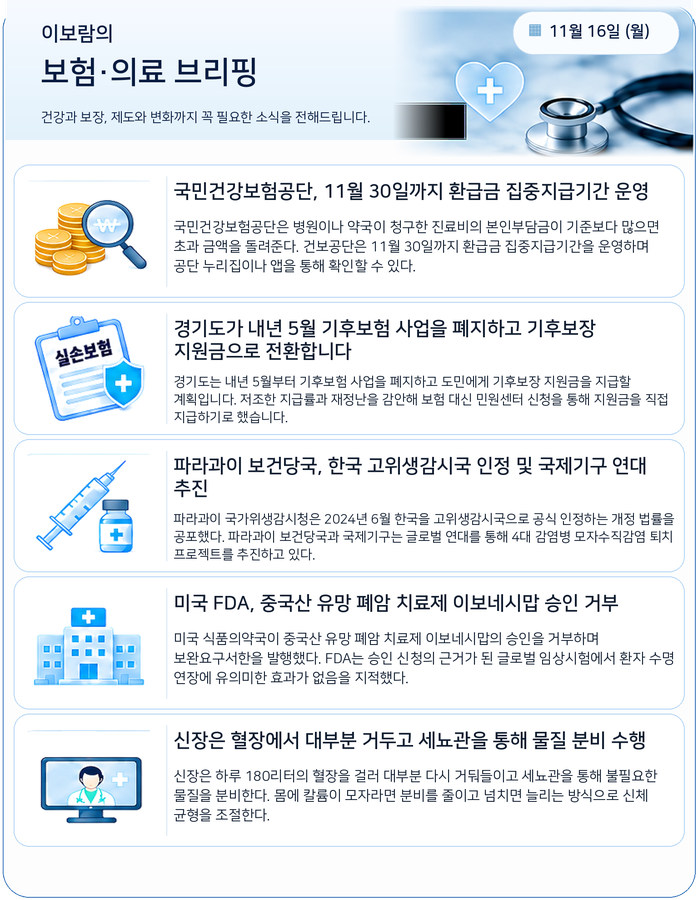 이보람의
보험·의료 브리핑
11월 16일 (월)
건강과 보장, 제도와 변화까지 꼭 필요한 소식을 전해드립니다.
국민건강보험공단, 11월 30일까지 환급금 집중지급기간 운영
국민건강보험공단은 병원이나 약국이 청구한 진료비의 본인부담금이 기준보다 많으면
초과 금액을 돌려준다. 건보공단은 11월 30일까지 환급금 집중지급기간을 운영하며
공단 누리집이나 앱을 통해 확인할 수 있다.
₩
경기도가 내년 5월 기후보험 사업을 폐지하고 기후보장
지원금으로 전환합니다
경기도는 내년 5월부터 기후보험 사업을 폐지하고 도민에게 기후보장 지원금을 지급할
계획입니다. 저조한 지급률과 재정난을 감안해 보험 대신 민원센터 신청을 통해 지원금을 직접
지급하기로 했습니다.
실손보험
파라과이 보건당국, 한국 고위생감시국 인정 및 국제기구 연대
추진
파라과이 국가위생감시청은 2024년 6월 한국을 고위생감시국으로 공식 인정하는 개정 법률을
공포했다. 파라과이 보건당국과 국제기구는 글로벌 연대를 통해 4대 감염병 모자수직감염 퇴치
프로젝트를 추진하고 있다.
미국 FDA, 중국산 유망 폐암 치료제 이보네시맙 승인 거부
미국 식품의약국이 중국산 유망 폐암 치료제 이보네시맙의 승인을 거부하며
보완요구서한을 발행했다. FDA는 승인 신청의 근거가 된 글로벌 임상시험에서 환자 수명
연장에 유의미한 효과가 없음을 지적했다.
신장은 혈장에서 대부분 거두고 세뇨관을 통해 물질 분비 수행
신장은 하루 180리터의 혈장을 걸러 대부분 다시 거둬들이고 세뇨관을 통해 불필요한
물질을 분비한다. 몸에 칼륨이 모자라면 분비를 줄이고 넘치면 늘리는 방식으로 신체
균형을 조절한다.